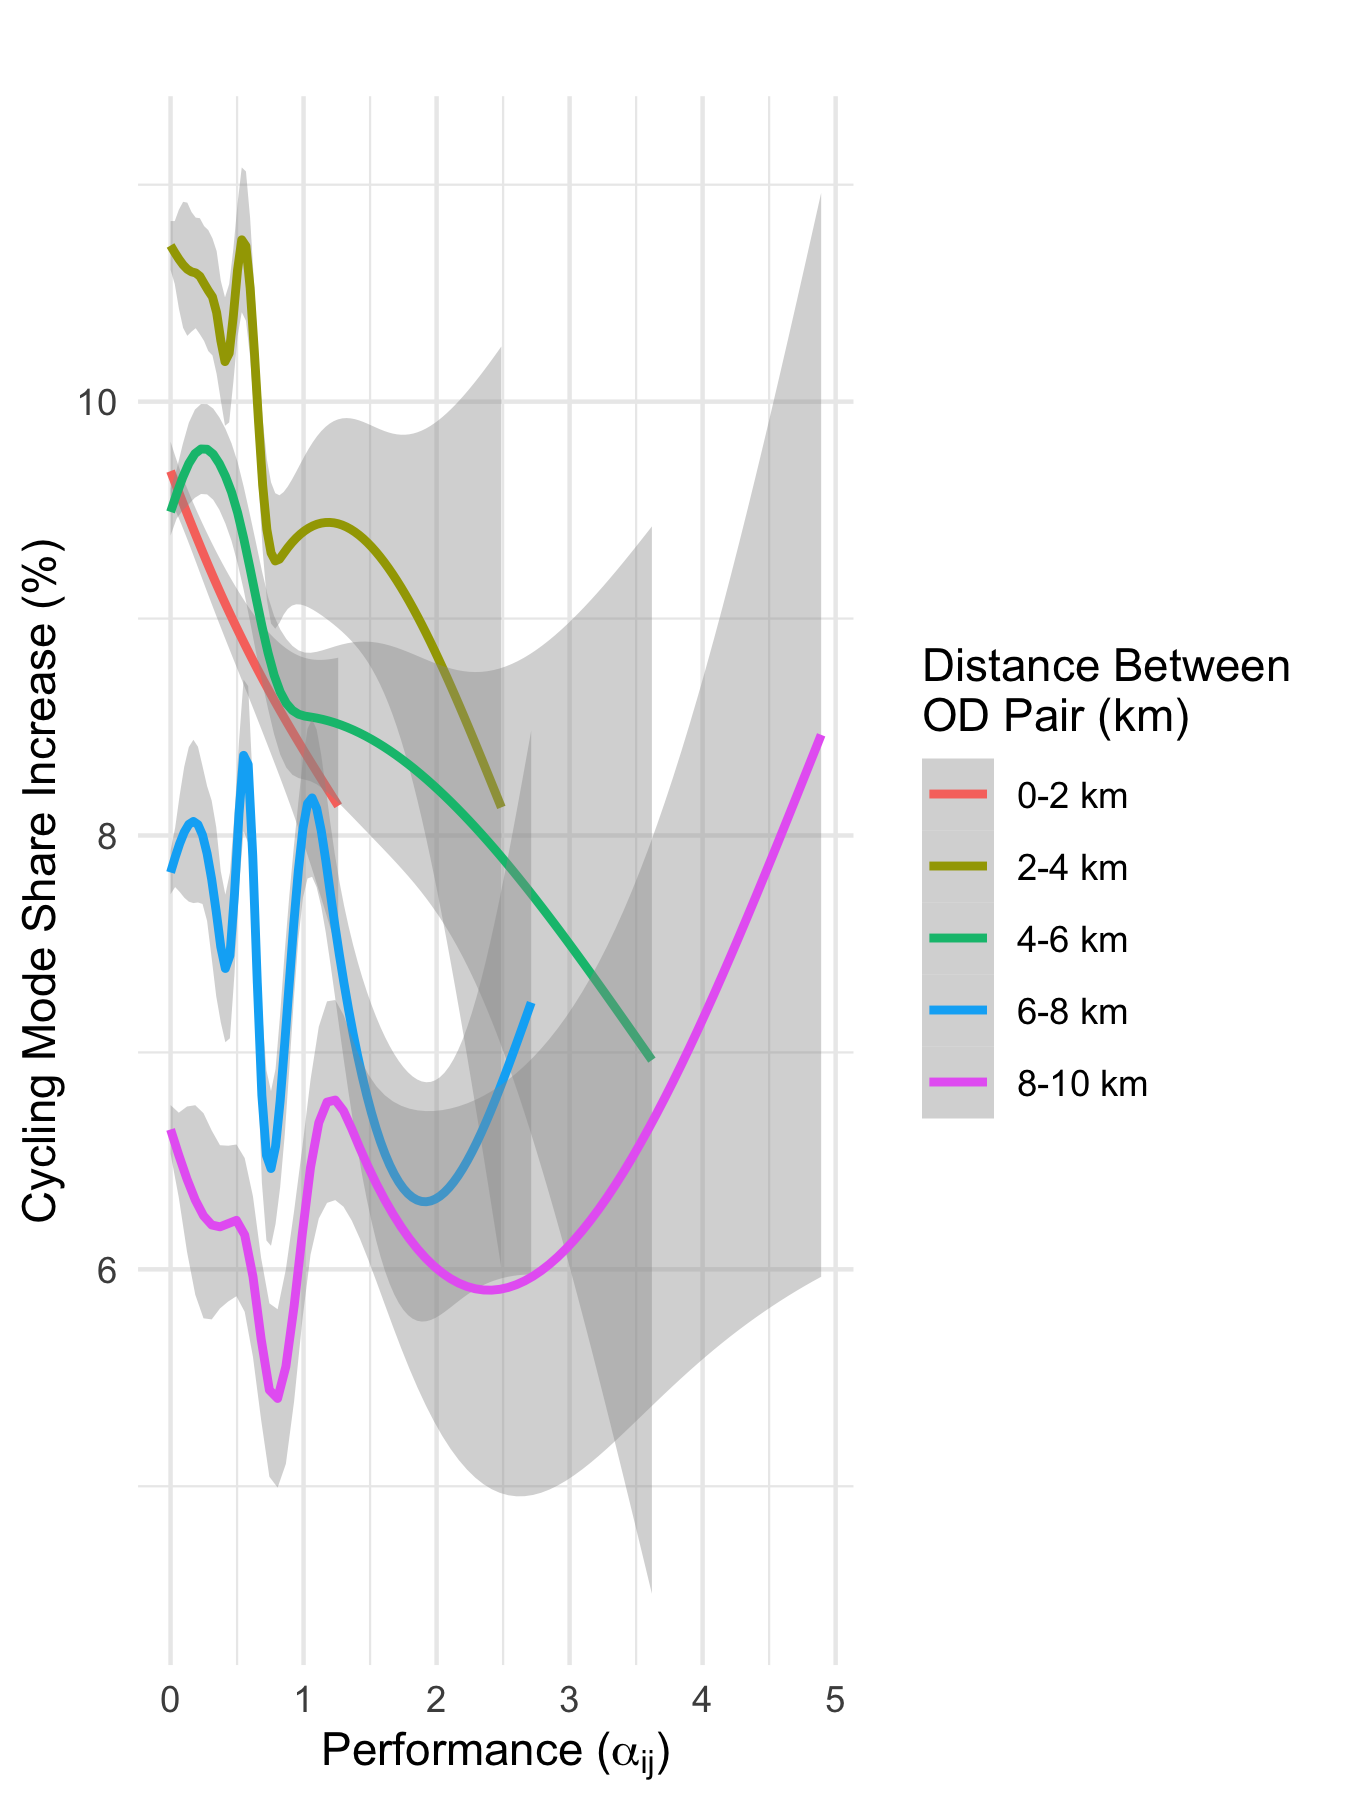 Cycling Mode Share Increase (%)
10
8
6
0 1 2 3 4 5
Performance (αij)
Distance Between
OD Pair (km)
0-2 km
2-4 km
4-6 km
6-8 km
8-10 km